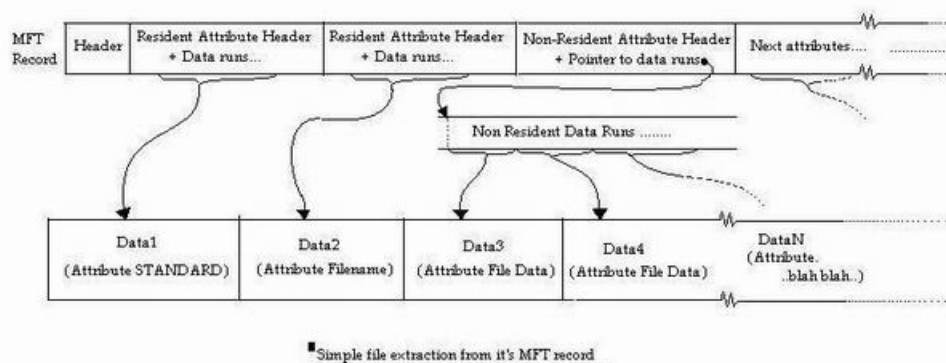 MFT
Record
Header
Resident Attribute Header
+ Data runs...
Resident Attribute Header
+ Data runs...
Non-Resident Attribute Header
+ Pointer to data runs
Next attributes....
Non Resident Data Runs ........
Data1
(Attribute STANDARD)
Data2
(Attribute Filename)
Data3
(Attribute File Data)
Data4
(Attribute File Data)
DataN
(Attribute.
..blah blah..)
Simple file extraction from it's MFT record